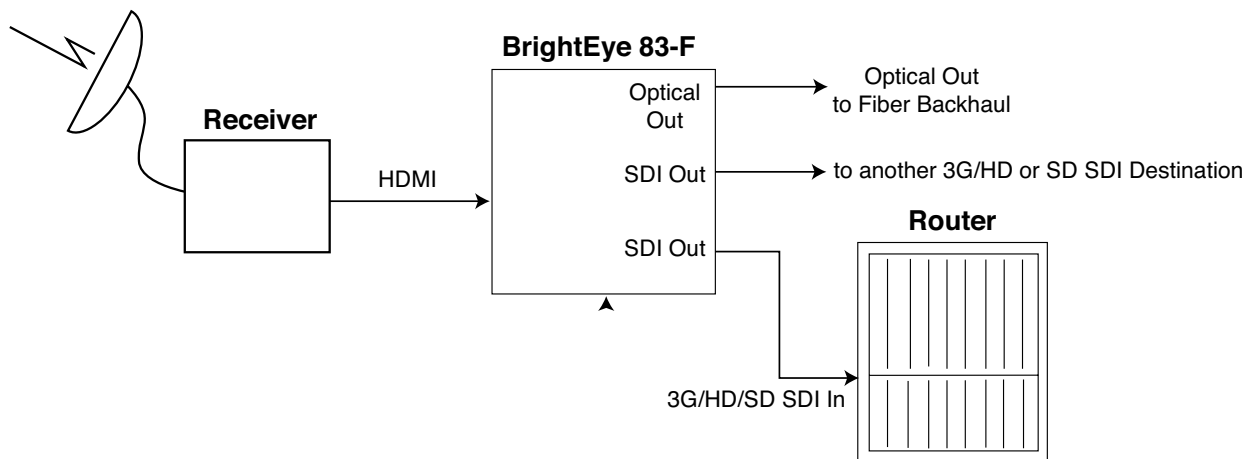 BrightEye 83-F
Optical
Out
Optical Out
to Fiber Backhaul
Receiver
HDMI
SDI Out
to another 3G/HD or SD SDI Destination
Router
SDI Out
3G/HD/SD SDI In